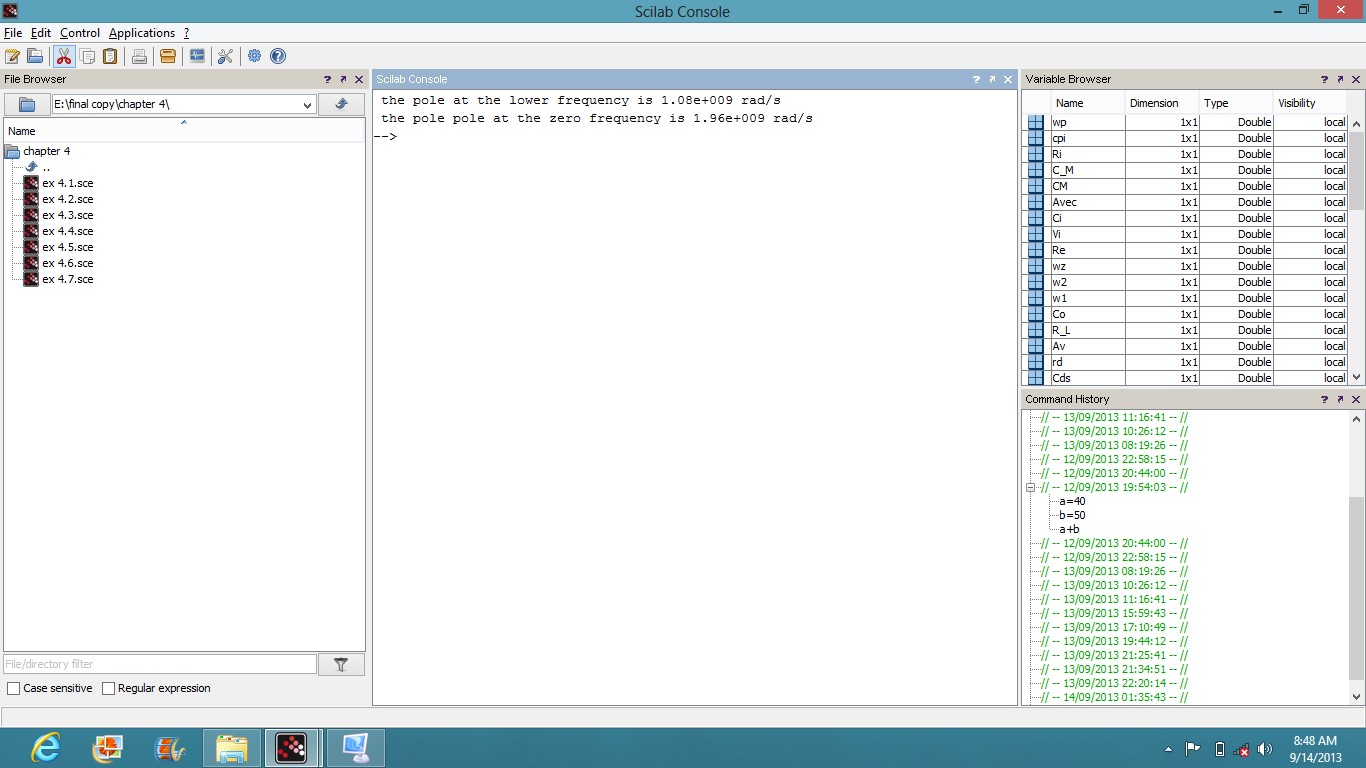 Scilab Console
File Edit Control Applications ?
File Browser
E:\final copy\chapter 4\
Name
chapter 4
..
ex 4.1.sce
ex 4.2.sce
ex 4.3.sce
ex 4.4.sce
ex 4.5.sce
ex 4.6.sce
ex 4.7.sce
File/directory filter
Case sensitive Regular expression
Scilab Console
the pole at the lower frequency is 1.08e+009 rad/s
the pole pole at the zero frequency is 1.96e+009 rad/s
-->
Variable Browser
Name Dimension Type Visibility
wp 1x1 Double local
cpi 1x1 Double local
Ri 1x1 Double local
C_M 1x1 Double local
CM 1x1 Double local
Avec 1x1 Double local
Ci 1x1 Double local
Vi 1x1 Double local
Re 1x1 Double local
wz 1x1 Double local
w2 1x1 Double local
w1 1x1 Double local
Co 1x1 Double local
R_L 1x1 Double local
Av 1x1 Double local
rd 1x1 Double local
Cds 1x1 Double local
Command History
// -- 13/09/2013 11:16:41 -- //
// -- 13/09/2013 10:26:12 -- //
// -- 13/09/2013 08:19:26 -- //
// -- 12/09/2013 22:58:15 -- //
// -- 12/09/2013 20:44:00 -- //
// -- 12/09/2013 19:54:03 -- //
a=40
b=50
a+b
// -- 12/09/2013 20:44:00 -- //
// -- 12/09/2013 22:58:15 -- //
// -- 13/09/2013 08:19:26 -- //
// -- 13/09/2013 10:26:12 -- //
// -- 13/09/2013 11:16:41 -- //
// -- 13/09/2013 15:59:43 -- //
// -- 13/09/2013 17:10:49 -- //
// -- 13/09/2013 19:44:12 -- //
// -- 13/09/2013 21:25:41 -- //
// -- 13/09/2013 21:34:51 -- //
// -- 13/09/2013 22:20:14 -- //
// -- 14/09/2013 01:35:43 -- //
8:48 AM
9/14/2013